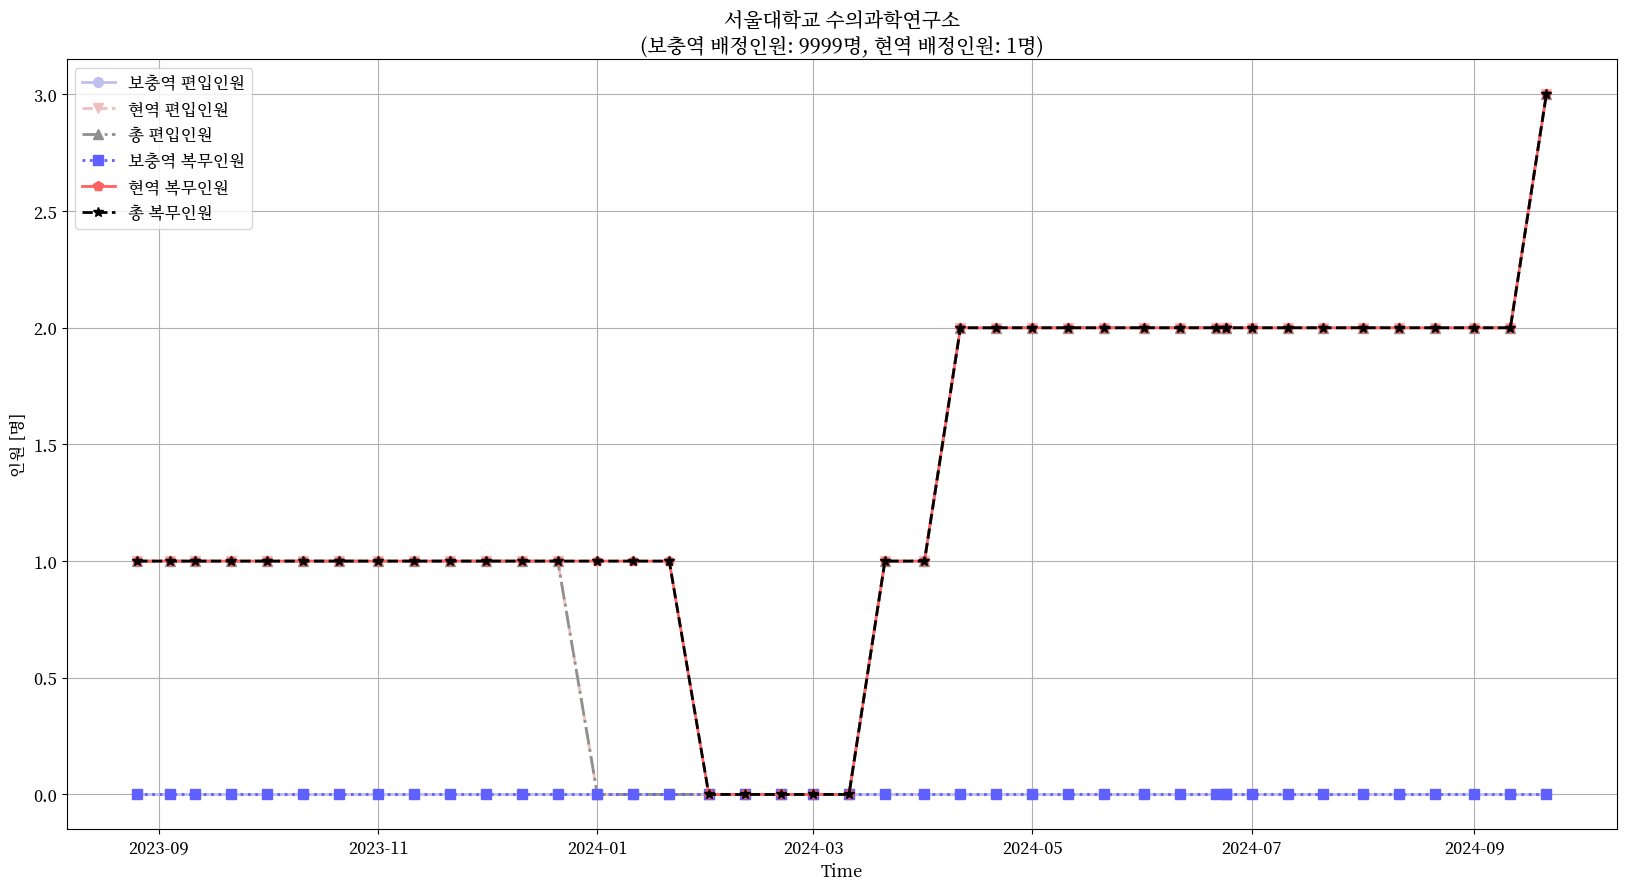 서울대학교 수의과학연구소
(보충역 배정인원: 9999명, 현역 배정인원: 1명)
보충역 편입인원
현역 편입인원
총 편입인원
보충역 복무인원
현역 복무인원
총 복무인원
3.0
2.5
2.0
1.5
1.0
0.5
0.0
인원 [명]
2023-09
2023-11
2024-01
2024-03
2024-05
2024-07
2024-09
Time